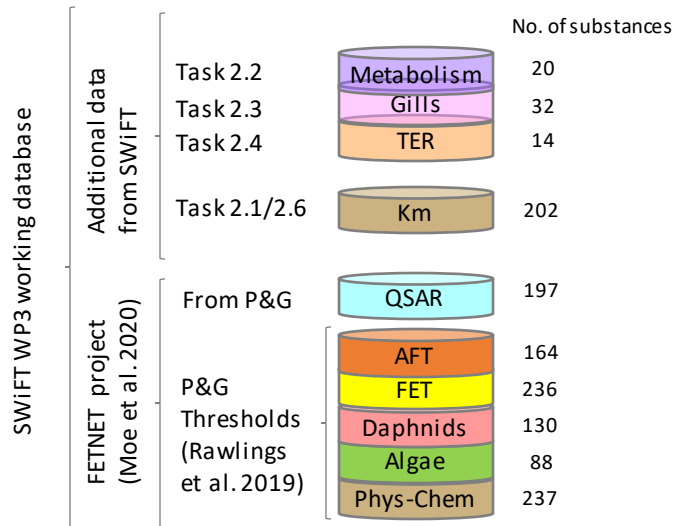 No. of substances
SWiFT WP3 working database
Additional data
from SWiFT
Task 2.2 Metabolism 20
Task 2.3 Gills 32
Task 2.4 TER 14
Task 2.1/2.6 Km 202
FETNET project
(Moe et al. 2020)
From P&G QSAR 197
P&G
Thresholds
(Rawlings
et al. 2019)
AFT 164
FET 236
Daphnids 130
Algae 88
Phys-Chem 237